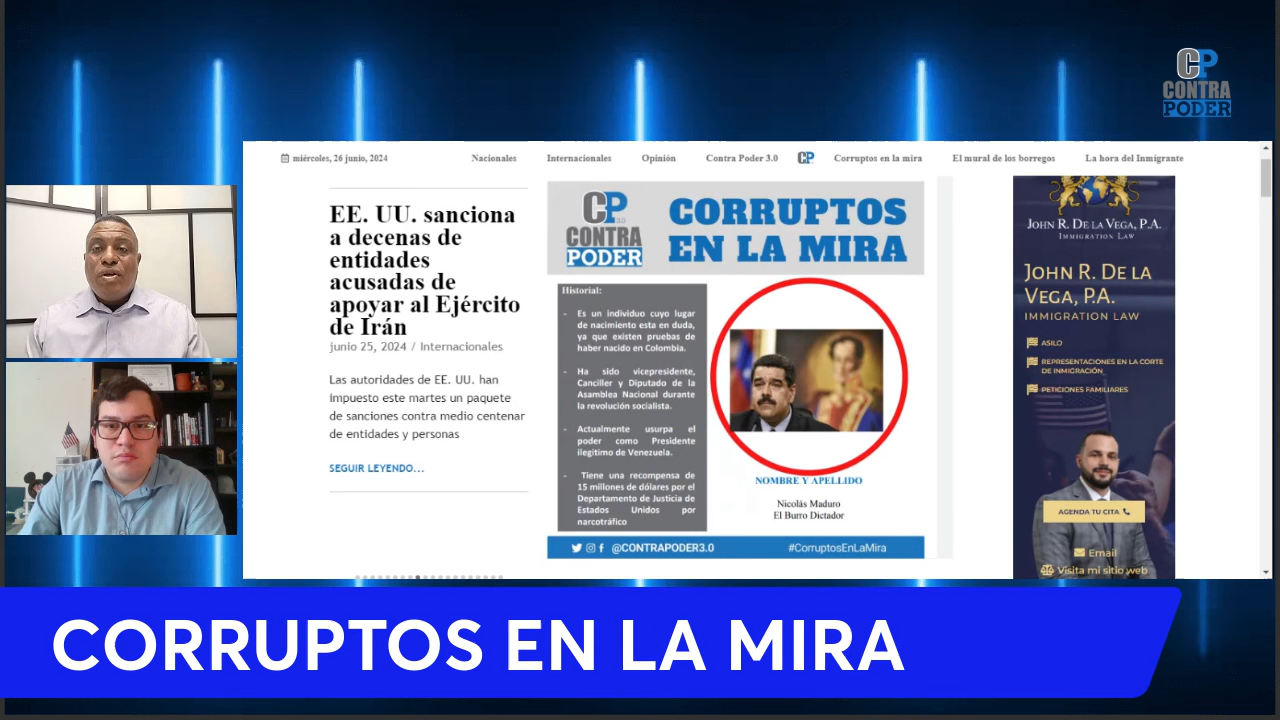 CP
CONTRA
PODER
miércoles, 26 junio, 2024
Nacionales
Internacionales
Opinión
Contra Poder 3.0
CP
Corruptos en la mira
El mural de los borregos
La hora del Inmigrante
EE. UU. sanciona
a decenas de
entidades
acusadas de
apoyar al Ejército
de Irán
junio 25, 2024 / Internacionales
Las autoridades de EE. UU. han
impuesto este martes un paquete
de sanciones contra medio centenar
de entidades y personas
SEGUIR LEYENDO...
CP 3.0
CONTRA
PODER
CORRUPTOS
EN LA MIRA
Historial:
- Es un individuo cuyo lugar
de nacimiento esta en duda,
ya que existen pruebas de
haber nacido en Colombia.
- Ha sido vicepresidente,
Canciller y Diputado de la
Asamblea Nacional durante
la revolución socialista.
- Actualmente usurpa el
poder como Presidente
ilegitimo de Venezuela.
- Tiene una recompensa de
15 millones de dólares por el
Departamento de Justicia de
Estados Unidos por
narcotráfico
NOMBRE Y APELLIDO
Nicolás Maduro
El Burro Dictador
@CONTRAPODER3.0
#CorruptosEnLaMira
JOHN R. DE LA VEGA, P.A.
IMMIGRATION LAW
JOHN R. DE LA
VEGA, P.A.
IMMIGRATION LAW
ASILO
REPRESENTACIONES EN LA CORTE
DE INMIGRACIÓN
PETICIONES FAMILIARES
AGENDA TU CITA
Email
Visita mi sitio web
CORRUPTOS EN LA MIRA